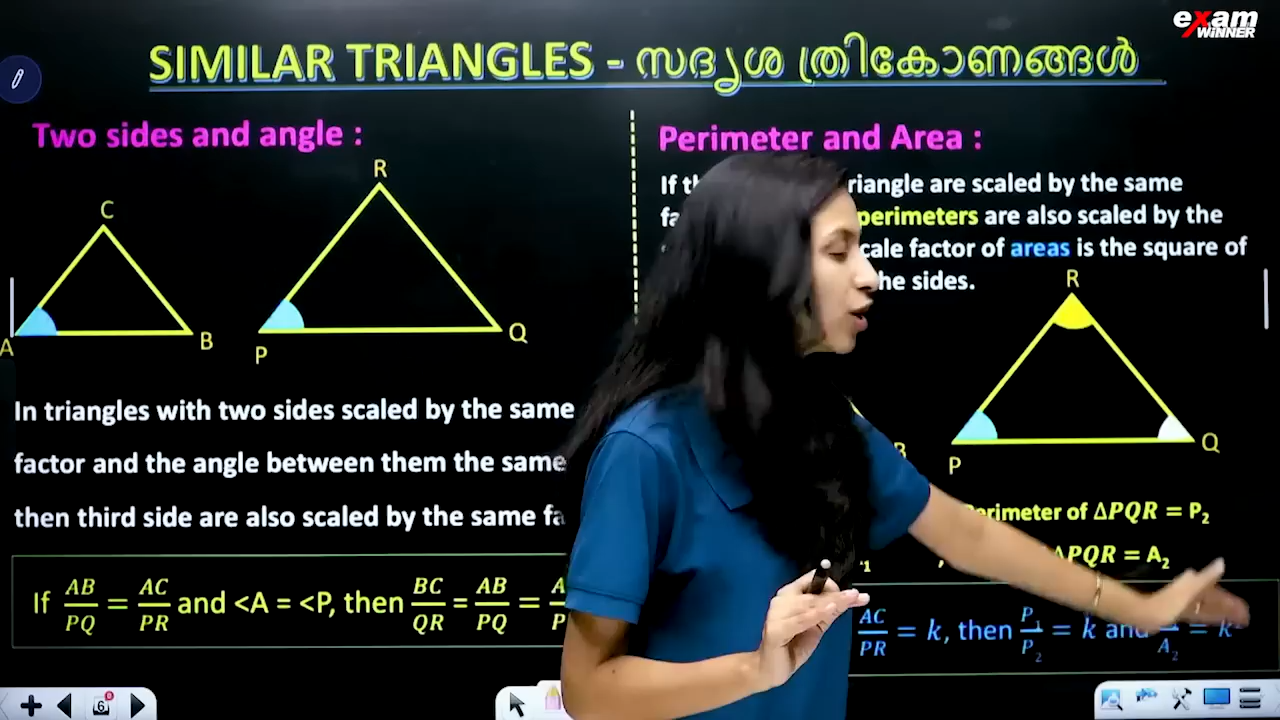 exam
WINNER
SIMILAR TRIANGLES - സദൃശ ത്രികോണങ്ങൾ
Two sides and angle :
R
C
A
B
P
Q
In triangles with two sides scaled by the same
factor and the angle between them the same
then third side are also scaled by the same
If AB/PQ = AC/PR and <A = <P, then BC/QR = AB/PQ =
Perimeter and Area :
riangle are scaled by the same
perimeters are also scaled by the
cale factor of areas is the square of
he sides.
R
P
Q
Perimeter of ΔPQR = P₂
ΔPQR = A₂
AC/PR = k, then P₁/P₂ = k and /A₂ = k²
6